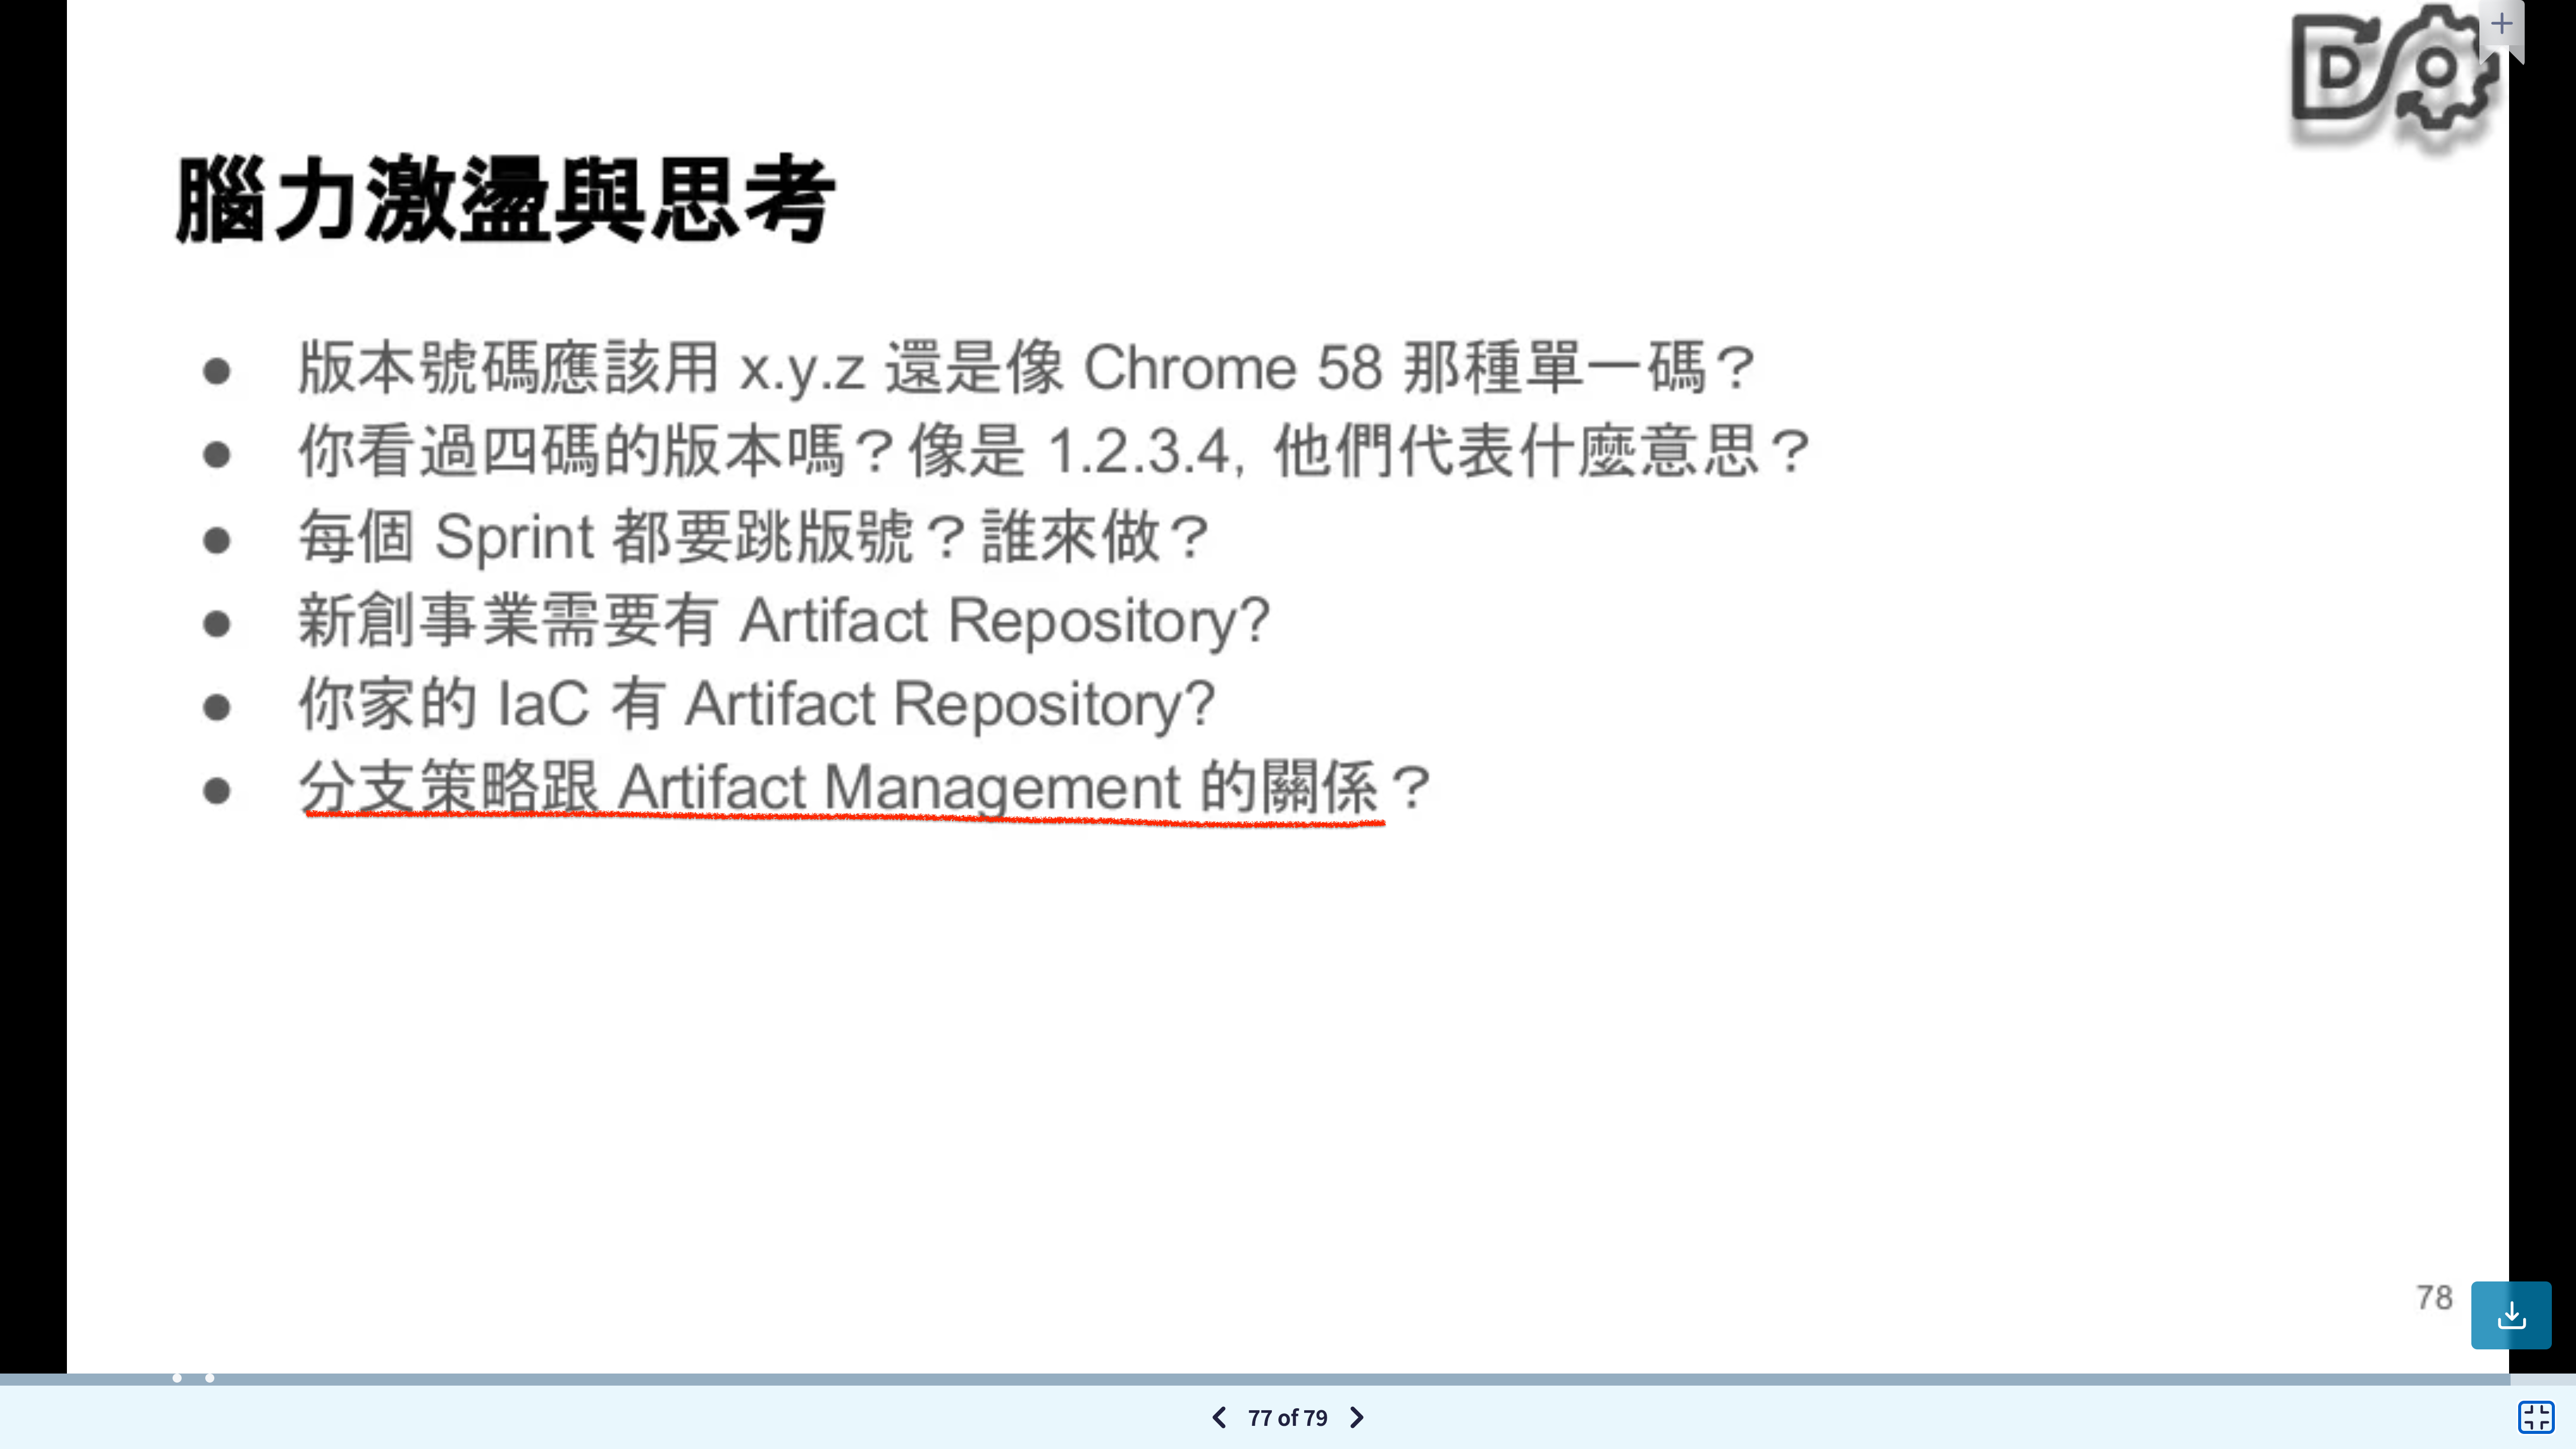 腦力激盪與思考
● 版本號碼應該用 x.y.z 還是像 Chrome 58 那種單一碼？
● 你看過四碼的版本嗎？像是 1.2.3.4, 他們代表什麼意思？
● 每個 Sprint 都要跳版號？誰來做？
● 新創事業需要有 Artifact Repository?
● 你家的 IaC 有 Artifact Repository?
● 分支策略跟 Artifact Management 的關係？
78
77 of 79